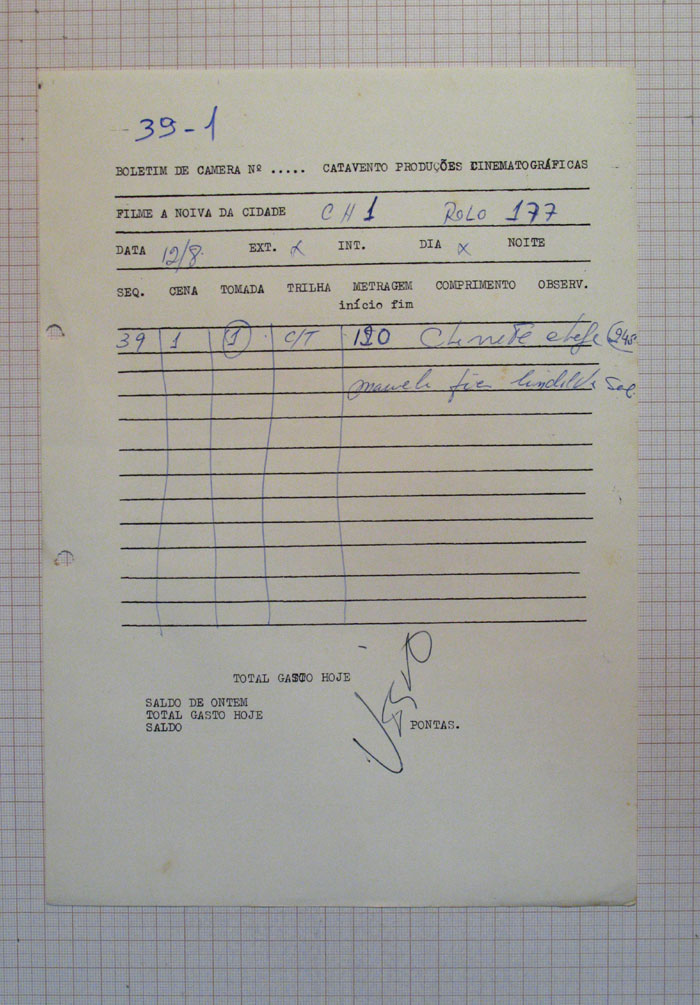 39-1
BOLETIM DE CAMERA Nº ..... CATAVENTO PRODUÇÕES CINEMATOGRÁFICAS
FILME A NOIVA DA CIDADE CH1 ROLO 177
DATA 12/8. EXT. x INT. DIA x NOITE
SEQ. CENA TOMADA TRILHA METRAGEM COMPRIMENTO OBSERV.
início fim
39 1 1 C/T 120
TOTAL GASTO HOJE
SALDO DE ONTEM
TOTAL GASTO HOJE
SALDO PONTAS.
VISTO